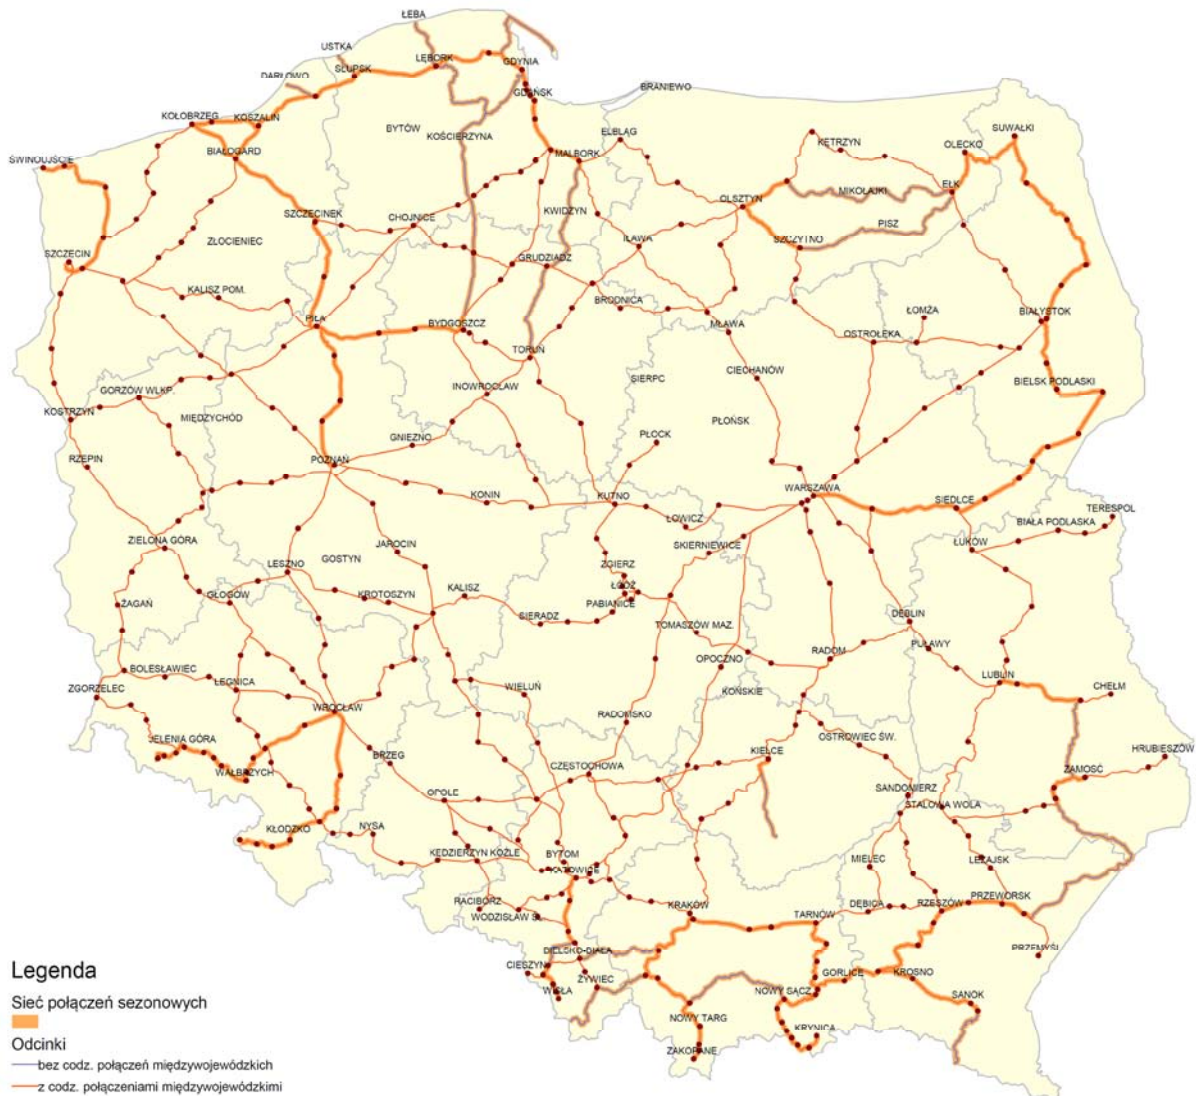 ŁEBA
USTKA
LĘBORK
GDYNIA
SŁUPSK
DARŁOWO
GDAŃSK
BRANIEWO
KOŁOBRZEG
KOSZALIN
BYTÓW
KOŚCIERZYNA
ELBLĄG
KĘTRZYN
SUWAŁKI
OLECKO
ŚWINOUJŚCIE
BIAŁOGARD
MALBORK
MIKOŁAJKI
EŁK
SZCZECINEK
CHOJNICE
KWIDZYN
OLSZTYN
PISZ
ZŁOCIENIEC
IŁAWA
SZCZYTNO
SZCZECIN
GRUDZIADZ
KALISZ POM.
BRODNICA
ŁOMŻA
BIAŁYSTOK
PIŁA
BYDGOSZCZ
MŁAWA
OSTROŁĘKA
TORUŃ
CIECHANÓW
SIERPC
BIELSK PODLASKI
GORZÓW WLKP.
INOWROCŁAW
KOSTRZYN
MIĘDZYCHÓD
PŁOŃSK
GNIEZNO
PŁOCK
RZEPIN
POZNAŃ
WARSZAWA
KONIN
KUTNO
SIEDLCE
TERESPOL
ŁOWICZ
BIAŁA PODLASKA
ZIELONA GÓRA
JAROCIN
SKIERNIEWICE
ŁUKÓW
GOSTYN
LESZNO
ZGIERZ
ŁÓDŹ
KALISZ
GŁOGÓW
KROTOSZYN
PABIANICE
ŻAGAŃ
SIERADZ
DĘBLIN
TOMASZÓW MAZ.
PUŁAWY
RADOM
OPOCZNO
BOLESŁAWIEC
LEGNICA
LUBLIN
ZGORZELEC
WIELUŃ
KOŃSKIE
CHEŁM
WROCŁAW
RADOMSKO
JELENIA GÓRA
OSTROWIEC ŚW.
BRZEG
KIELCE
HRUBIESZÓW
WAŁBRZYCH
CZĘSTOCHOWA
ZAMOŚĆ
OPOLE
SANDOMIERZ
STALOWA WOLA
KŁODZKO
NYSA
KĘDZIERZYN KOŹLE
BYTOM
MIELEC
LEŻAJSK
KATOWICE
RACIBÓRZ
WODZISŁAW Ś.
KRAKÓW
TARNÓW
DĘBICA
RZESZÓW
PRZEWORSK
BIELSKO-BIAŁA
PRZEMYŚL
CIESZYN
ŻYWIEC
WISŁA
NOWY SĄCZ
GORLICE
KROSNO
SANOK
NOWY TARG
KRYNICA
ZAKOPANE
Legenda
Sieć połączeń sezonowych
Odcinki
bez codz. połączeń międzywojewódzkich
z codz. połączeniami międzywojewódzkimi